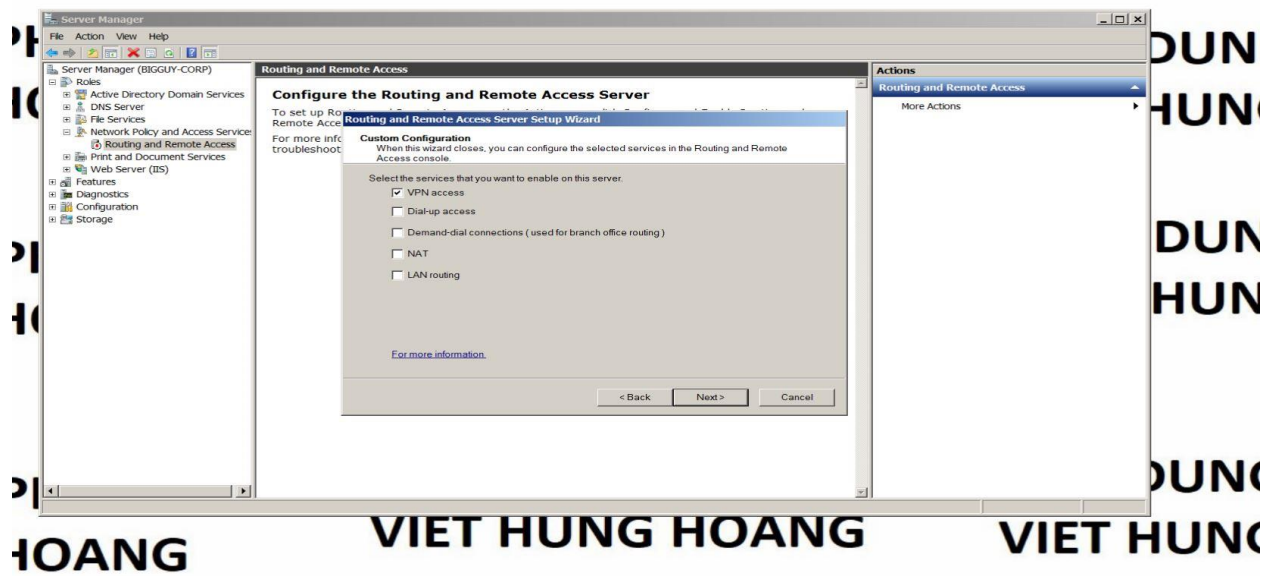 Server Manager
File Action View Help
Server Manager (BIGGUY-CORP)
Roles
Active Directory Domain Services
DNS Server
File Services
Network Policy and Access Service
Routing and Remote Access
Print and Document Services
Web Server (IIS)
Features
Diagnostics
Configuration
Storage
Routing and Remote Access
Configure the Routing and Remote Access Server
To set up Ro
Remote Acce
For more info
troubleshoot
Routing and Remote Access Server Setup Wizard
Custom Configuration
When this wizard closes, you can configure the selected services in the Routing and Remote
Access console.
Select the services that you want to enable on this server.
VPN access
Dial-up access
Demand-dial connections ( used for branch office routing )
NAT
LAN routing
For more information.
< Back Next > Cancel
Actions
Routing and Remote Access
More Actions
DUN
HUN
DUN
HUN
DUNG
VIET HUNG HOANG
VIET HUNG
HOANG